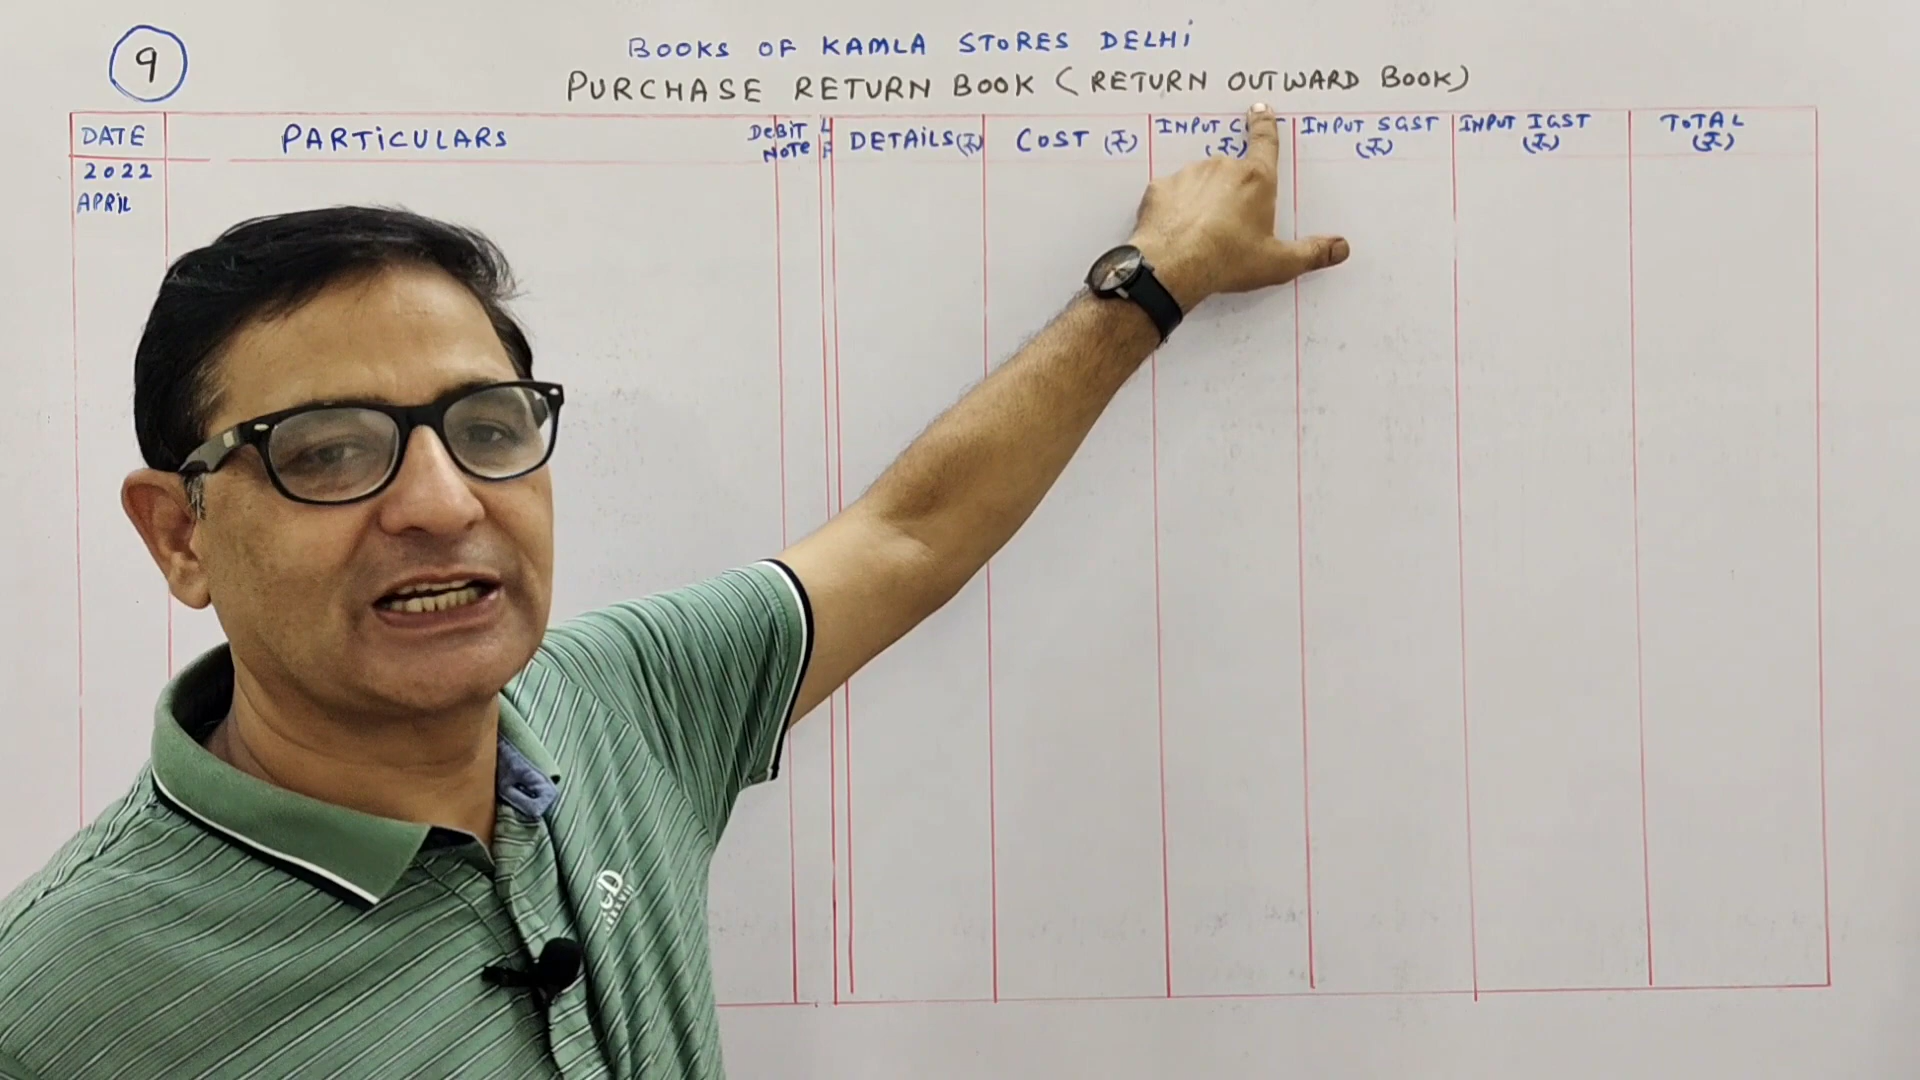 9
BOOKS OF KAMLA STORES DELHI
PURCHASE RETURN BOOK (RETURN OUTWARD BOOK)
DATE PARTICULARS DEBIT NOTE L F DETAILS(₹) COST (₹) INPUT (₹) INPUT SGST (₹) INPUT IGST (₹) TOTAL (₹)
2022
APRIL